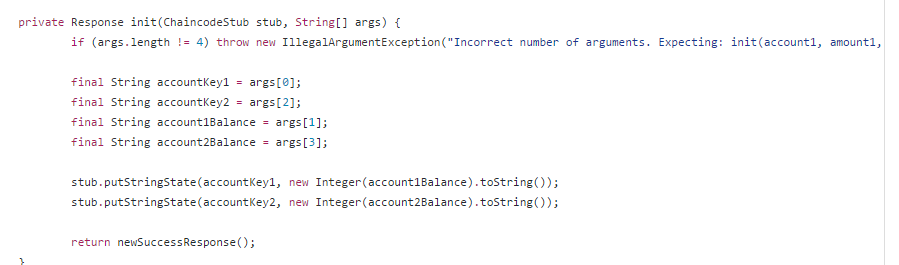 private Response init(ChaincodeStub stub, String[] args) {
if (args.length != 4) throw new IllegalArgumentException("Incorrect number of arguments. Expecting: init(account1, amount1,
final String accountKey1 = args[0];
final String accountKey2 = args[2];
final String account1Balance = args[1];
final String account2Balance = args[3];
stub.putStringState(accountKey1, new Integer(account1Balance).toString());
stub.putStringState(accountKey2, new Integer(account2Balance).toString());
return newSuccessResponse();
}